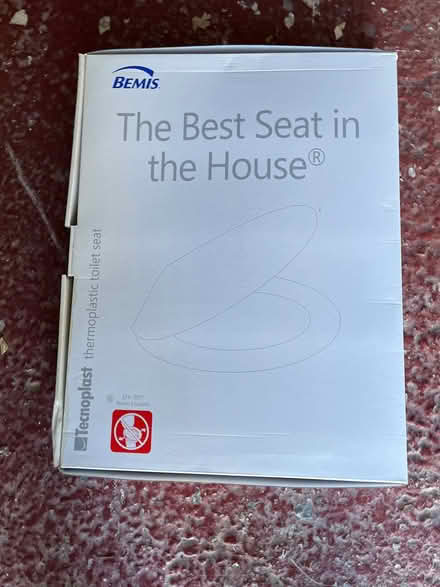 BEMIS
The Best Seat in
the House®
Tecnoplast thermoplastic toilet seat